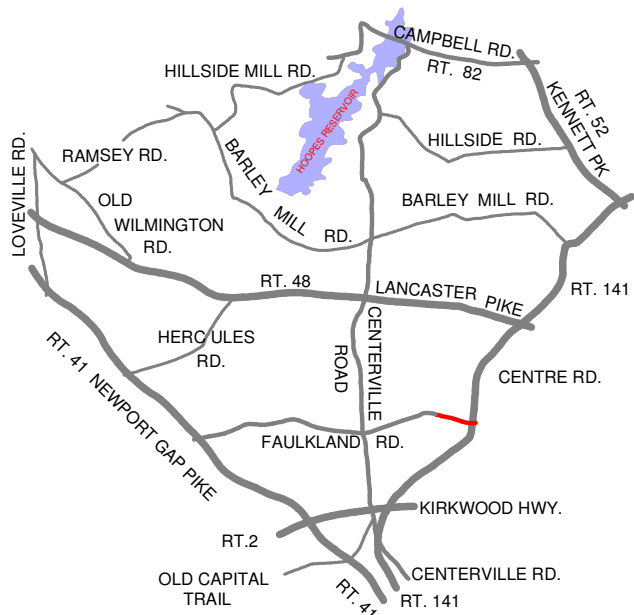 CAMPBELL RD.
RT. 82
HILLSIDE MILL RD.
HOOPES RESERVOIR
RT. 52
KENNETT PK
HILLSIDE RD.
RAMSEY RD.
BARLEY MILL RD.
BARLEY MILL RD.
LOVEVILLE RD.
OLD
WILMINGTON
RD.
RT. 48
LANCASTER PIKE
RT. 141
HERCULES
RD.
CENTERVILLE
ROAD
CENTRE RD.
RT. 41 NEWPORT GAP PIKE
FAULKLAND RD.
KIRKWOOD HWY.
RT.2
OLD CAPITAL
TRAIL
CENTERVILLE RD.
RT. 41
RT. 141